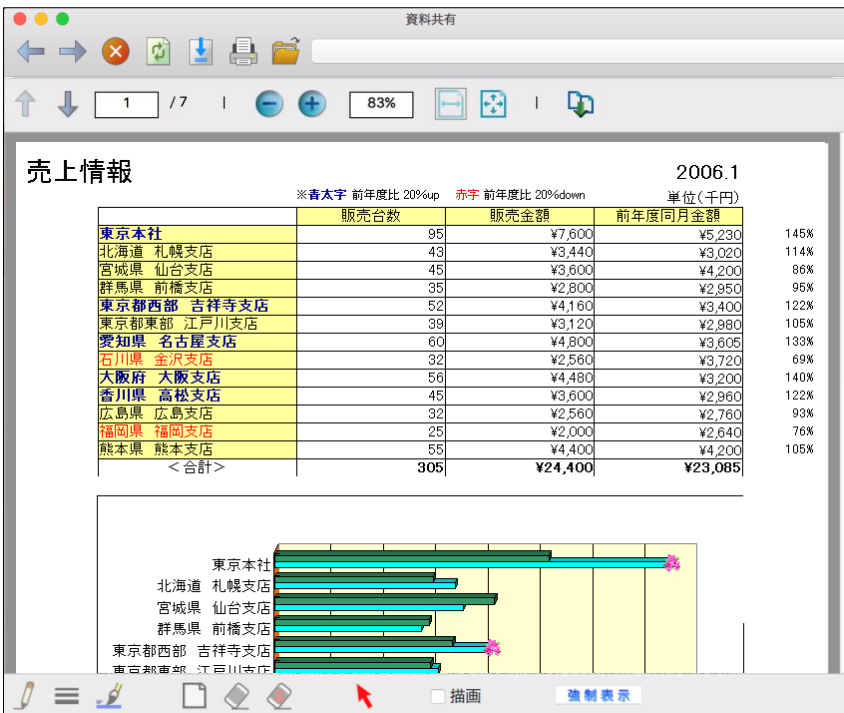 資料共有
1 /7 83%
売上情報 2006.1
※青太字 前年度比 20%up 赤字 前年度比 20%down 単位(千円)
販売台数 販売金額 前年度同月金額
東京本社 95 ¥7,600 ¥5,230 145%
北海道 札幌支店 43 ¥3,440 ¥3,020 114%
宮城県 仙台支店 45 ¥3,600 ¥4,200 86%
群馬県 前橋支店 35 ¥2,800 ¥2,950 95%
東京都西部 吉祥寺支店 52 ¥4,160 ¥3,400 122%
東京都東部 江戸川支店 39 ¥3,120 ¥2,980 105%
愛知県 名古屋支店 60 ¥4,800 ¥3,605 133%
石川県 金沢支店 32 ¥2,560 ¥3,720 69%
大阪府 大阪支店 56 ¥4,480 ¥3,200 140%
香川県 高松支店 45 ¥3,600 ¥2,960 122%
広島県 広島支店 32 ¥2,560 ¥2,760 93%
福岡県 福岡支店 25 ¥2,000 ¥2,640 76%
熊本県 熊本支店 55 ¥4,400 ¥4,200 105%
＜合計＞ 305 ¥24,400 ¥23,085
東京本社
北海道 札幌支店
宮城県 仙台支店
群馬県 前橋支店
東京都西部 吉祥寺支店
東京都東部 江戸川支店
描画 強制表示